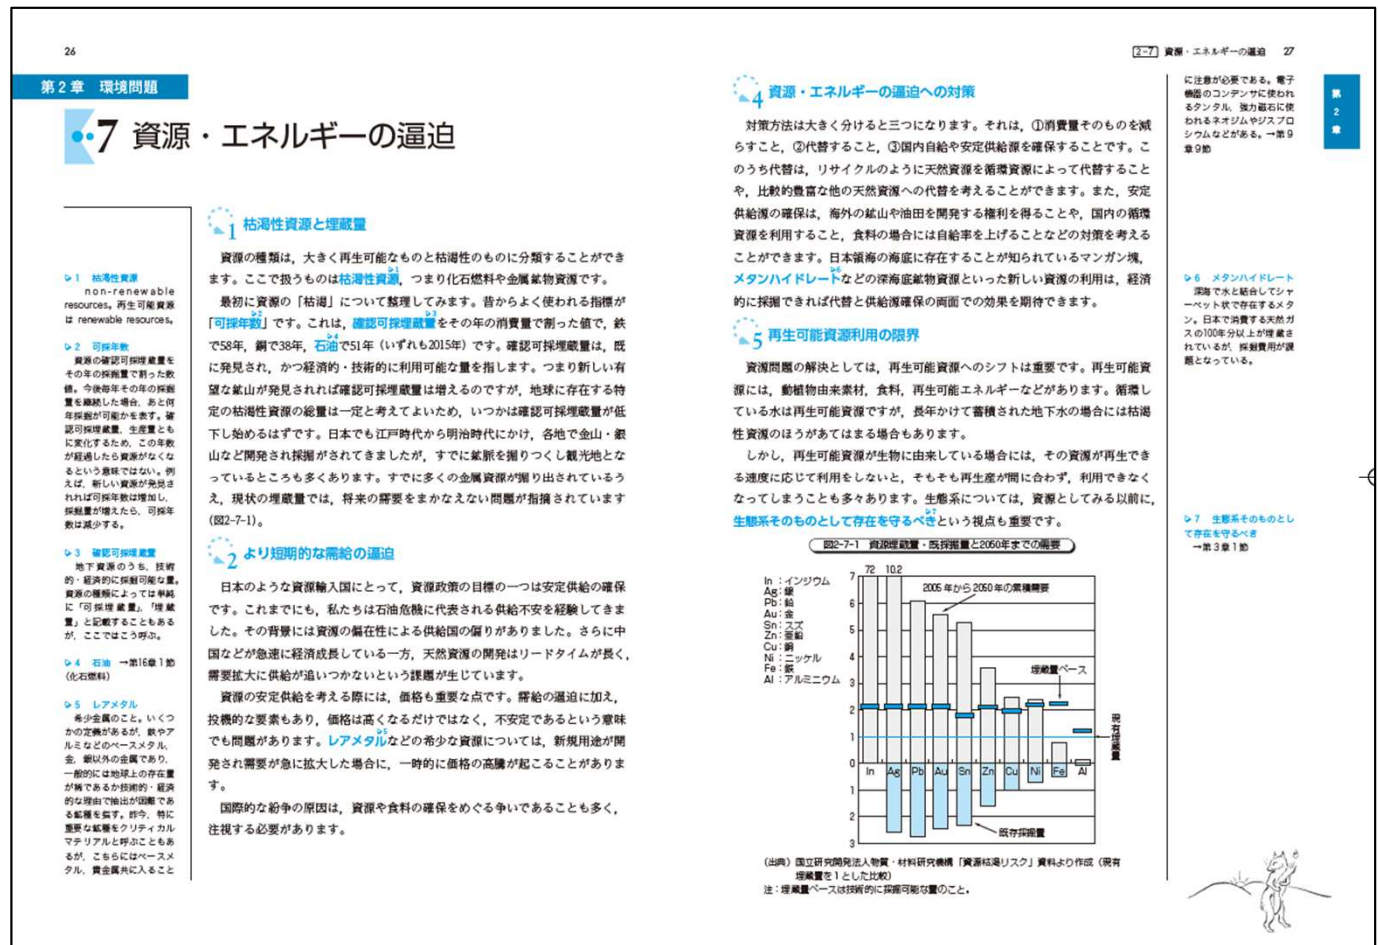 26
第2章 環境問題
7 資源・エネルギーの逼迫
1 枯渇性資源と埋蔵量
資源の種類は，大きく再生可能なものと枯渇性のものに分類することができ
ます。ここで扱うものは枯渇性資源，つまり化石燃料や金属鉱物資源です。
最初に資源の「枯渇」について整理してみます。昔からよく使われる指標が
「可採年数」です。これは，確認可採埋蔵量をその年の消費量で割った値で，鉄
で58年，銅で38年，石油で51年（いずれも2015年）です。確認可採埋蔵量は，既
に発見され，かつ経済的・技術的に利用可能な量を指します。つまり新しい有
望な鉱山が発見されれば確認可採埋蔵量は増えるのですが，地球に存在する特
定の枯渇性資源の総量は一定と考えてよいため，いつかは確認可採埋蔵量が低
下し始めるはずです。日本でも江戸時代から明治時代にかけ，各地で金山・銀
山など開発され採掘がされてきましたが，すでに鉱脈を掘りつくし観光地とな
っているところも多くあります。すでに多くの金属資源が掘り出されているう
え，現状の埋蔵量では，将来の需要をまかなえない問題が指摘されています
（図2-7-1）。
2 より短期的な需給の逼迫
日本のような資源輸入国にとって，資源政策の目標の一つは安定供給の確保
です。これまでにも，私たちは石油危機に代表される供給不安を経験してきま
した。その背景には資源の偏在性による供給国の偏りがありました。さらに中
国などが急速に経済成長している一方，天然資源の開発はリードタイムが長く，
需要拡大に供給が追いつかないという課題が生じています。
資源の安定供給を考える際には，価格も重要な点です。需給の逼迫に加え，
投機的な要素もあり，価格は高くなるだけではなく，不安定であるという意味
でも問題があります。レアメタルなどの希少な資源については，新規用途が開
発され需要が急に拡大した場合に，一時的に価格の高騰が起こることがありま
す。
国際的な紛争の原因は，資源や食料の確保をめぐる争いであることも多く，
注視する必要があります。
1 枯渇性資源
non-renewable
resources。再生可能資源
は renewable resources。
2 可採年数
資源の確認可採埋蔵量を
その年の採掘量で割った数
値。今後毎年その年の採掘
量を継続した場合，あと何
年採掘が可能かを表す。確
認可採埋蔵量，生産量とも
に変化するため，この年数
が経過したら資源がなくな
るという意味ではない。例
えば，新しい資源が発見さ
れれば可採年数は増加し，
採掘量が増えたら，可採年
数は減少する。
3 確認可採埋蔵量
地下資源のうち，技術
的・経済的に採掘可能な量。
資源の種類によっては単純
に「可採埋蔵量」，「埋蔵
量」と記載することもある
が，ここではこう呼ぶ。
4 石油 →第16章1節
（化石燃料）
5 レアメタル
希少金属のこと。いくつ
かの定義があるが，鉄やア
ルミなどのベースメタル，
金，銀以外の金属であり，
一般的には地球上の存在量
が稀であるか技術的・経済
的な理由で抽出が困難であ
る鉱種を指す。昨今，特に
重要な鉱種をクリティカル
マテリアルと呼ぶこともあ
るが，こちらにはベースメ
タル，貴金属共に入ること
2-7 資源・エネルギーの逼迫 27
第2章
に注意が必要である。電子
機器のコンデンサに使われ
るタンタル，強力磁石に使
われるネオジムやジスプロ
シウムなどがある。→第9
章9節
4 資源・エネルギーの逼迫への対策
対策方法は大きく分けると三つになります。それは，①消費量そのものを減
らすこと，②代替すること，③国内自給や安定供給源を確保することです。こ
のうち代替は，リサイクルのように天然資源を循環資源によって代替すること
や，比較的豊富な他の天然資源への代替を考えることができます。また，安定
供給源の確保は，海外の鉱山や油田を開発する権利を得ることや，国内の循環
資源を利用すること，食料の場合には自給率を上げることなどの対策を考える
ことができます。日本領海の海底に存在することが知られているマンガン塊，
メタンハイドレートなどの深海底鉱物資源といった新しい資源の利用は，経済
的に採掘できれば代替と供給源確保の両面での効果を期待できます。
5 再生可能資源利用の限界
資源問題の解決としては，再生可能資源へのシフトは重要です。再生可能資
源には，動植物由来素材，食料，再生可能エネルギーなどがあります。循環し
ている水は再生可能資源ですが，長年かけて蓄積された地下水の場合には枯渇
性資源のほうがあてはまる場合もあります。
しかし，再生可能資源が生物に由来している場合には，その資源が再生でき
る速度に応じて利用をしないと，そもそも再生産が間に合わず，利用できなく
なってしまうことも多々あります。生態系については，資源としてみる以前に，
生態系そのものとして存在を守るべきという視点も重要です。
6 メタンハイドレート
深海で水と結合してシャ
ーベット状で存在するメタ
ン。日本で消費する天然ガ
スの100年分以上が埋蔵さ
れているが，採掘費用が課
題となっている。
7 生態系そのものとし
て存在を守るべき
→第3章1節
図2-7-1 資源埋蔵量・既採掘量と2050年までの需要
In：インジウム
Ag：銀
Pb：鉛
Au：金
Sn：スズ
Zn：亜鉛
Cu：銅
Ni：ニッケル
Fe：鉄
Al：アルミニウム
72 10.2
2005年から2050年の累積需要
埋蔵量ベース
現有埋蔵量
既存採掘量
7
6
5
4
3
2
1
0
1
2
3
In Ag Pb Au Sn Zn Cu Ni Fe Al
（出典）国立研究開発法人物質・材料研究機構「資源枯渇リスク」資料より作成（現有
埋蔵量を1とした比較）
注：埋蔵量ベースは技術的に採掘可能な量のこと。